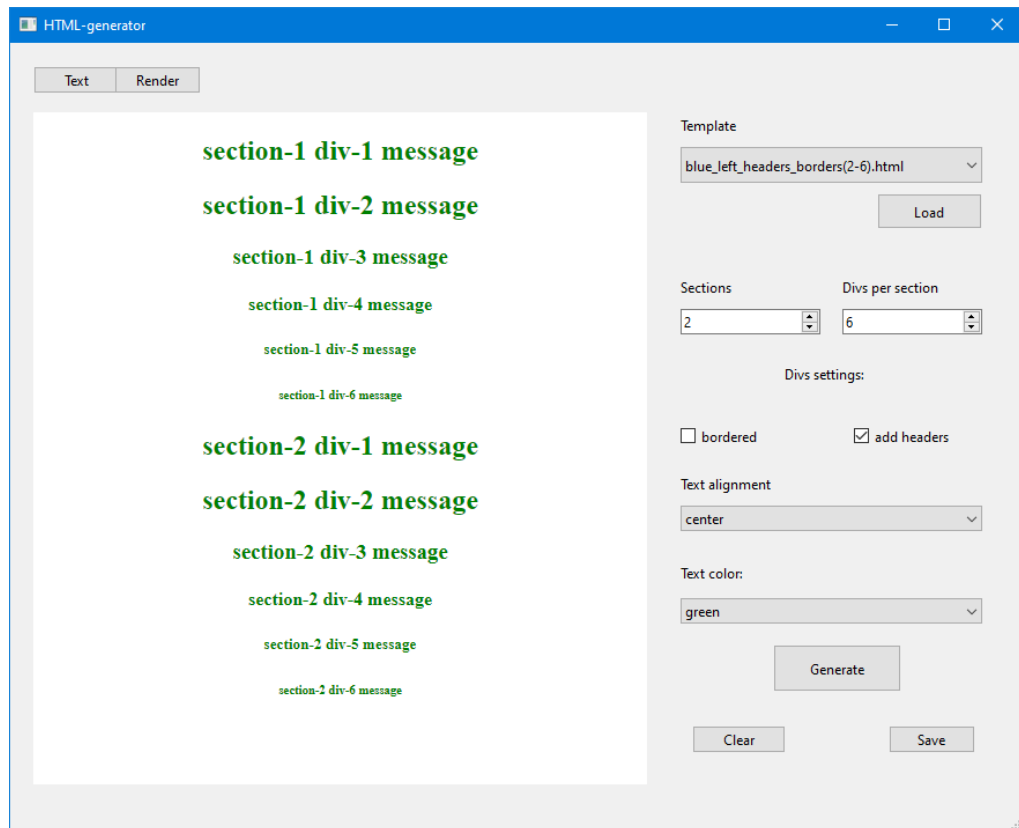 HTML-generator
Text Render
section-1 div-1 message
section-1 div-2 message
section-1 div-3 message
section-1 div-4 message
section-1 div-5 message
section-1 div-6 message
section-2 div-1 message
section-2 div-2 message
section-2 div-3 message
section-2 div-4 message
section-2 div-5 message
section-2 div-6 message
Template
blue_left_headers_borders(2-6).html
Load
Sections Divs per section
2 6
Divs settings:
bordered add headers
Text alignment
center
Text color:
green
Generate
Clear Save